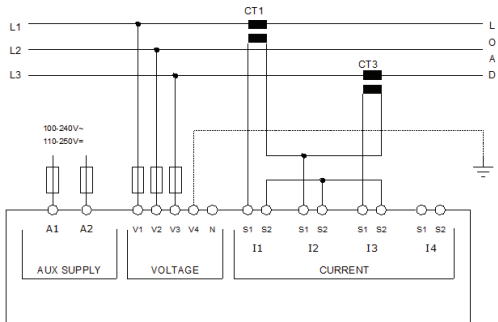 CT1
L1 L
L2 O
A
CT3
L3 D
100-240V~
110-250V=
A1 A2 V1 V2 V3 V4 N S1 S2 S1 S2 S1 S2 S1 S2
I1 I2 I3 I4
AUX SUPPLY VOLTAGE CURRENT